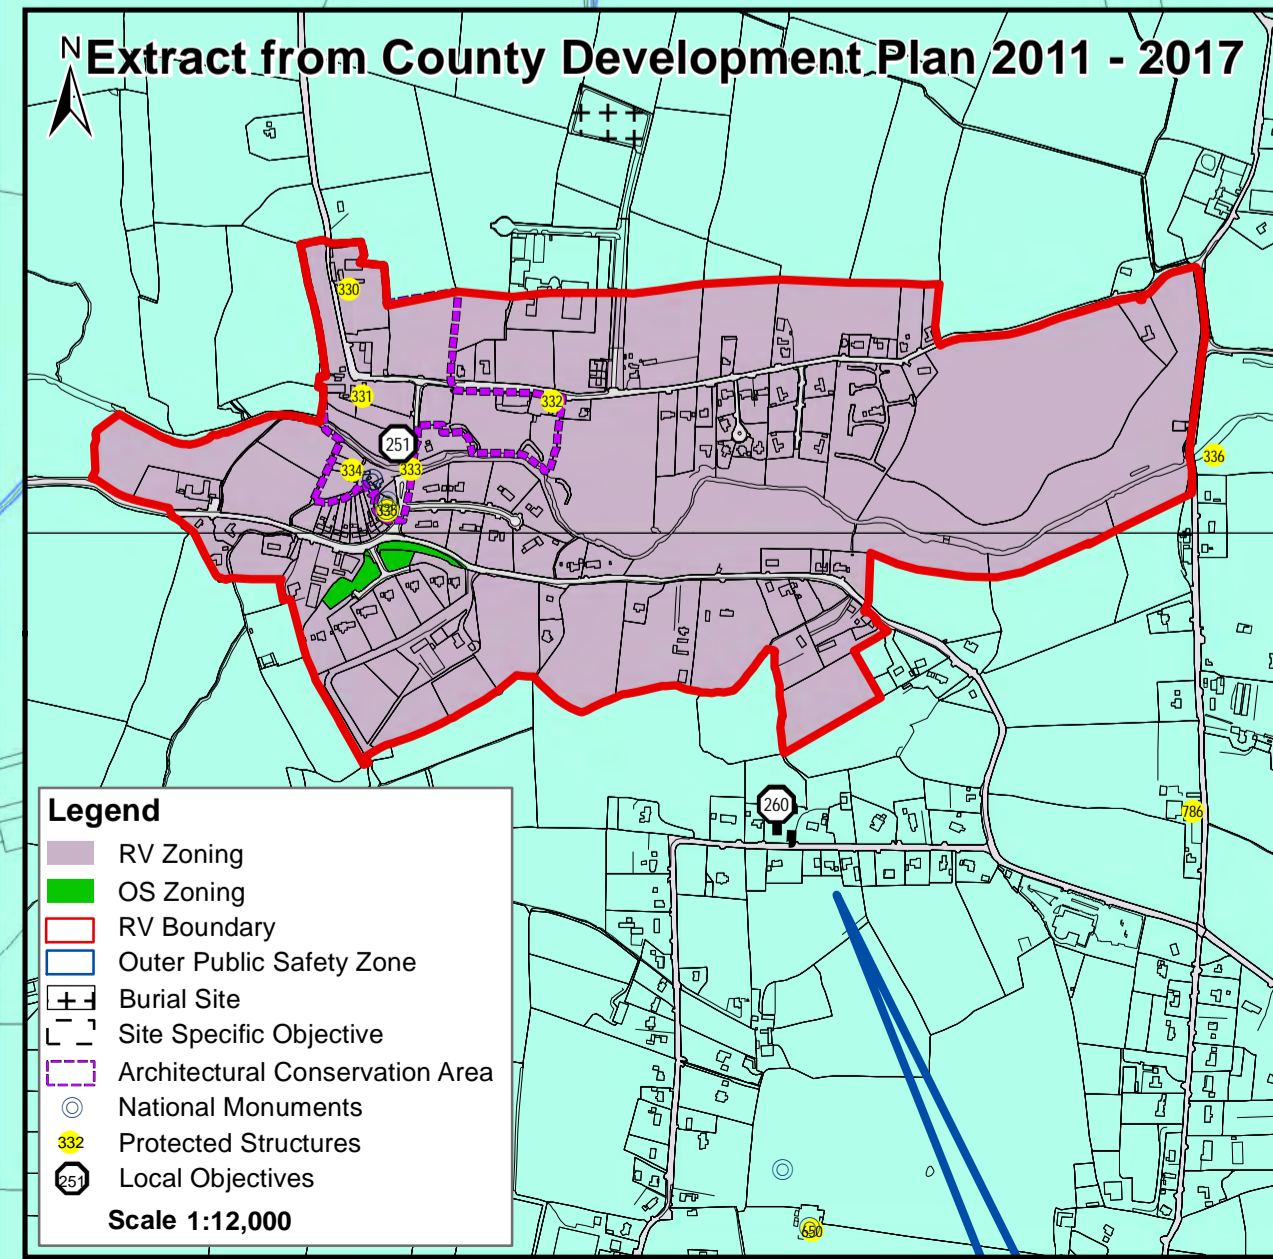 N
Extract from County Development Plan 2011 - 2017
330
331
332
251
334
333
336
335
260
786
650
Legend
RV Zoning
OS Zoning
RV Boundary
Outer Public Safety Zone
Burial Site
Site Specific Objective
Architectural Conservation Area
National Monuments
332 Protected Structures
251 Local Objectives
Scale 1:12,000